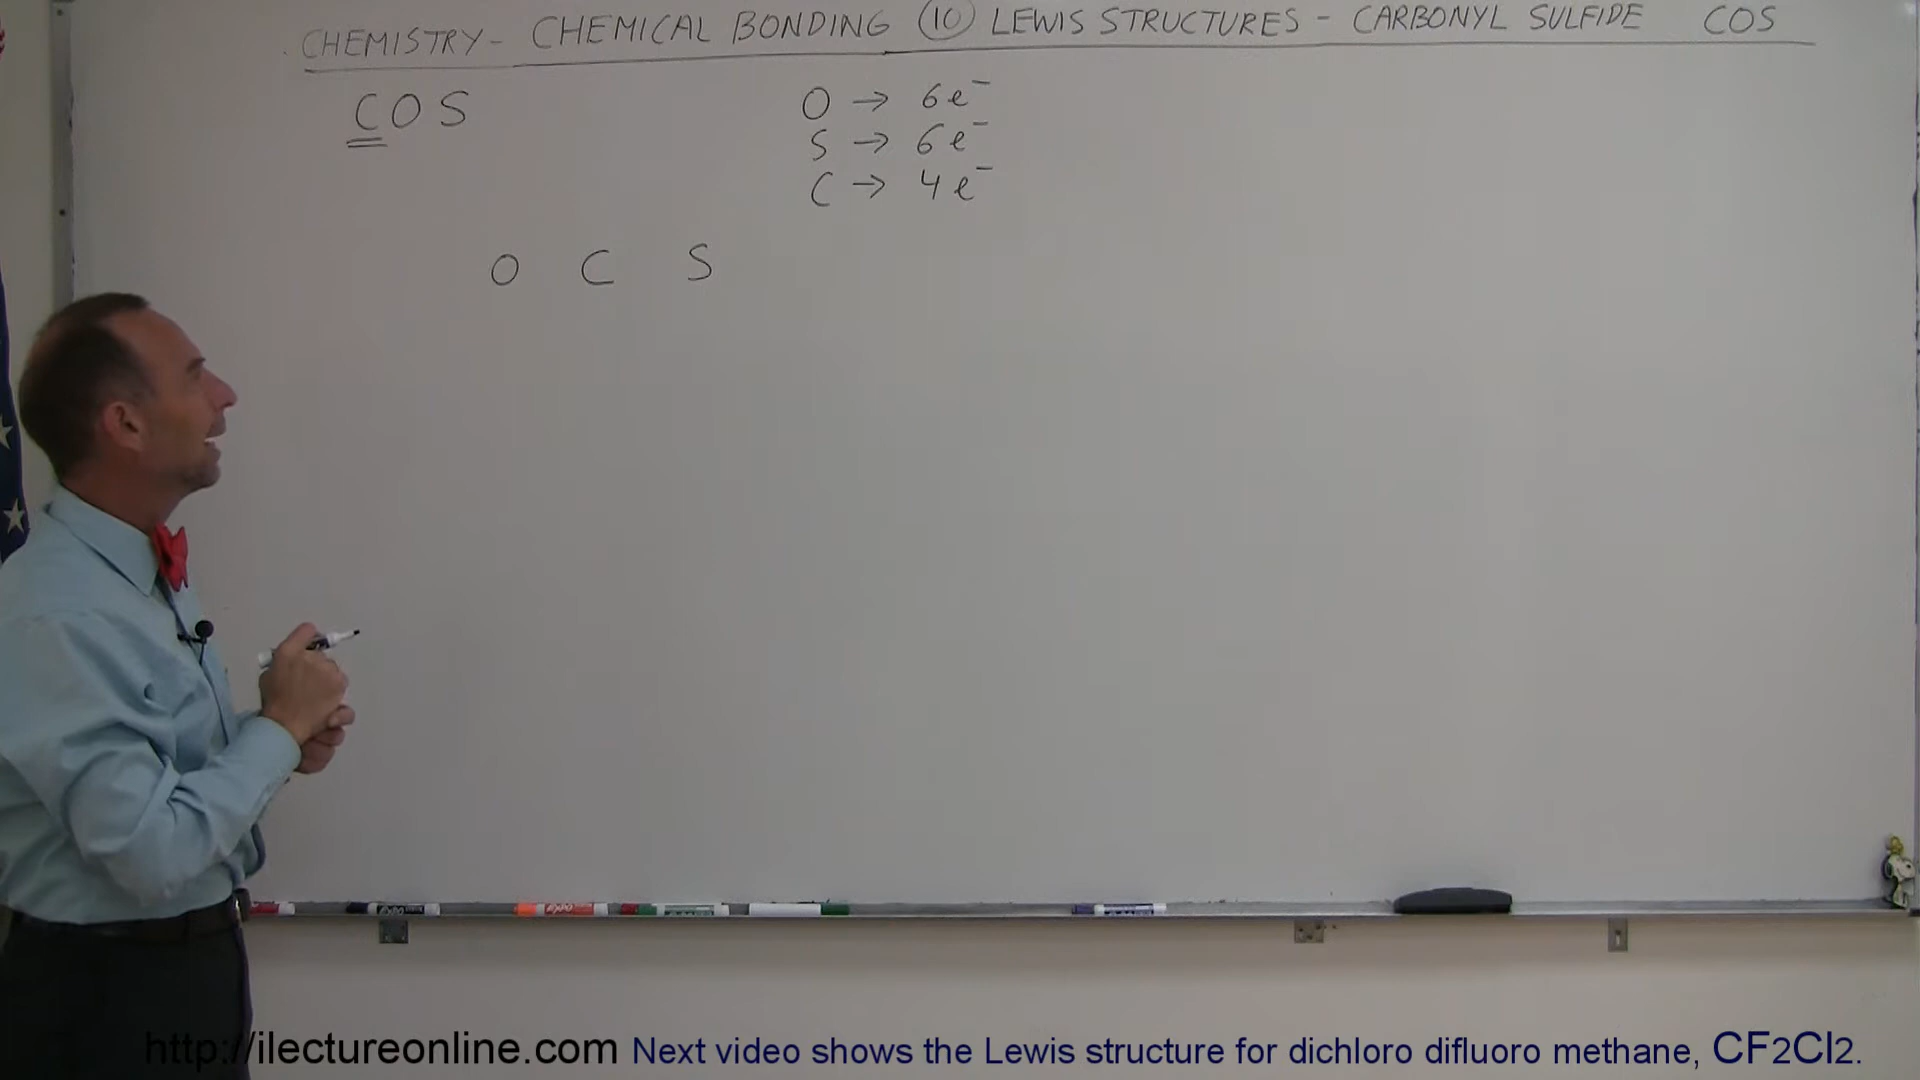 CHEMISTRY - CHEMICAL BONDING 10 LEWIS STRUCTURES - CARBONYL SULFIDE COS
COS
O → 6e⁻
S → 6e⁻
C → 4e⁻
O C S
http://ilectureonline.com Next video shows the Lewis structure for dichloro difluoro methane, CF2Cl2.